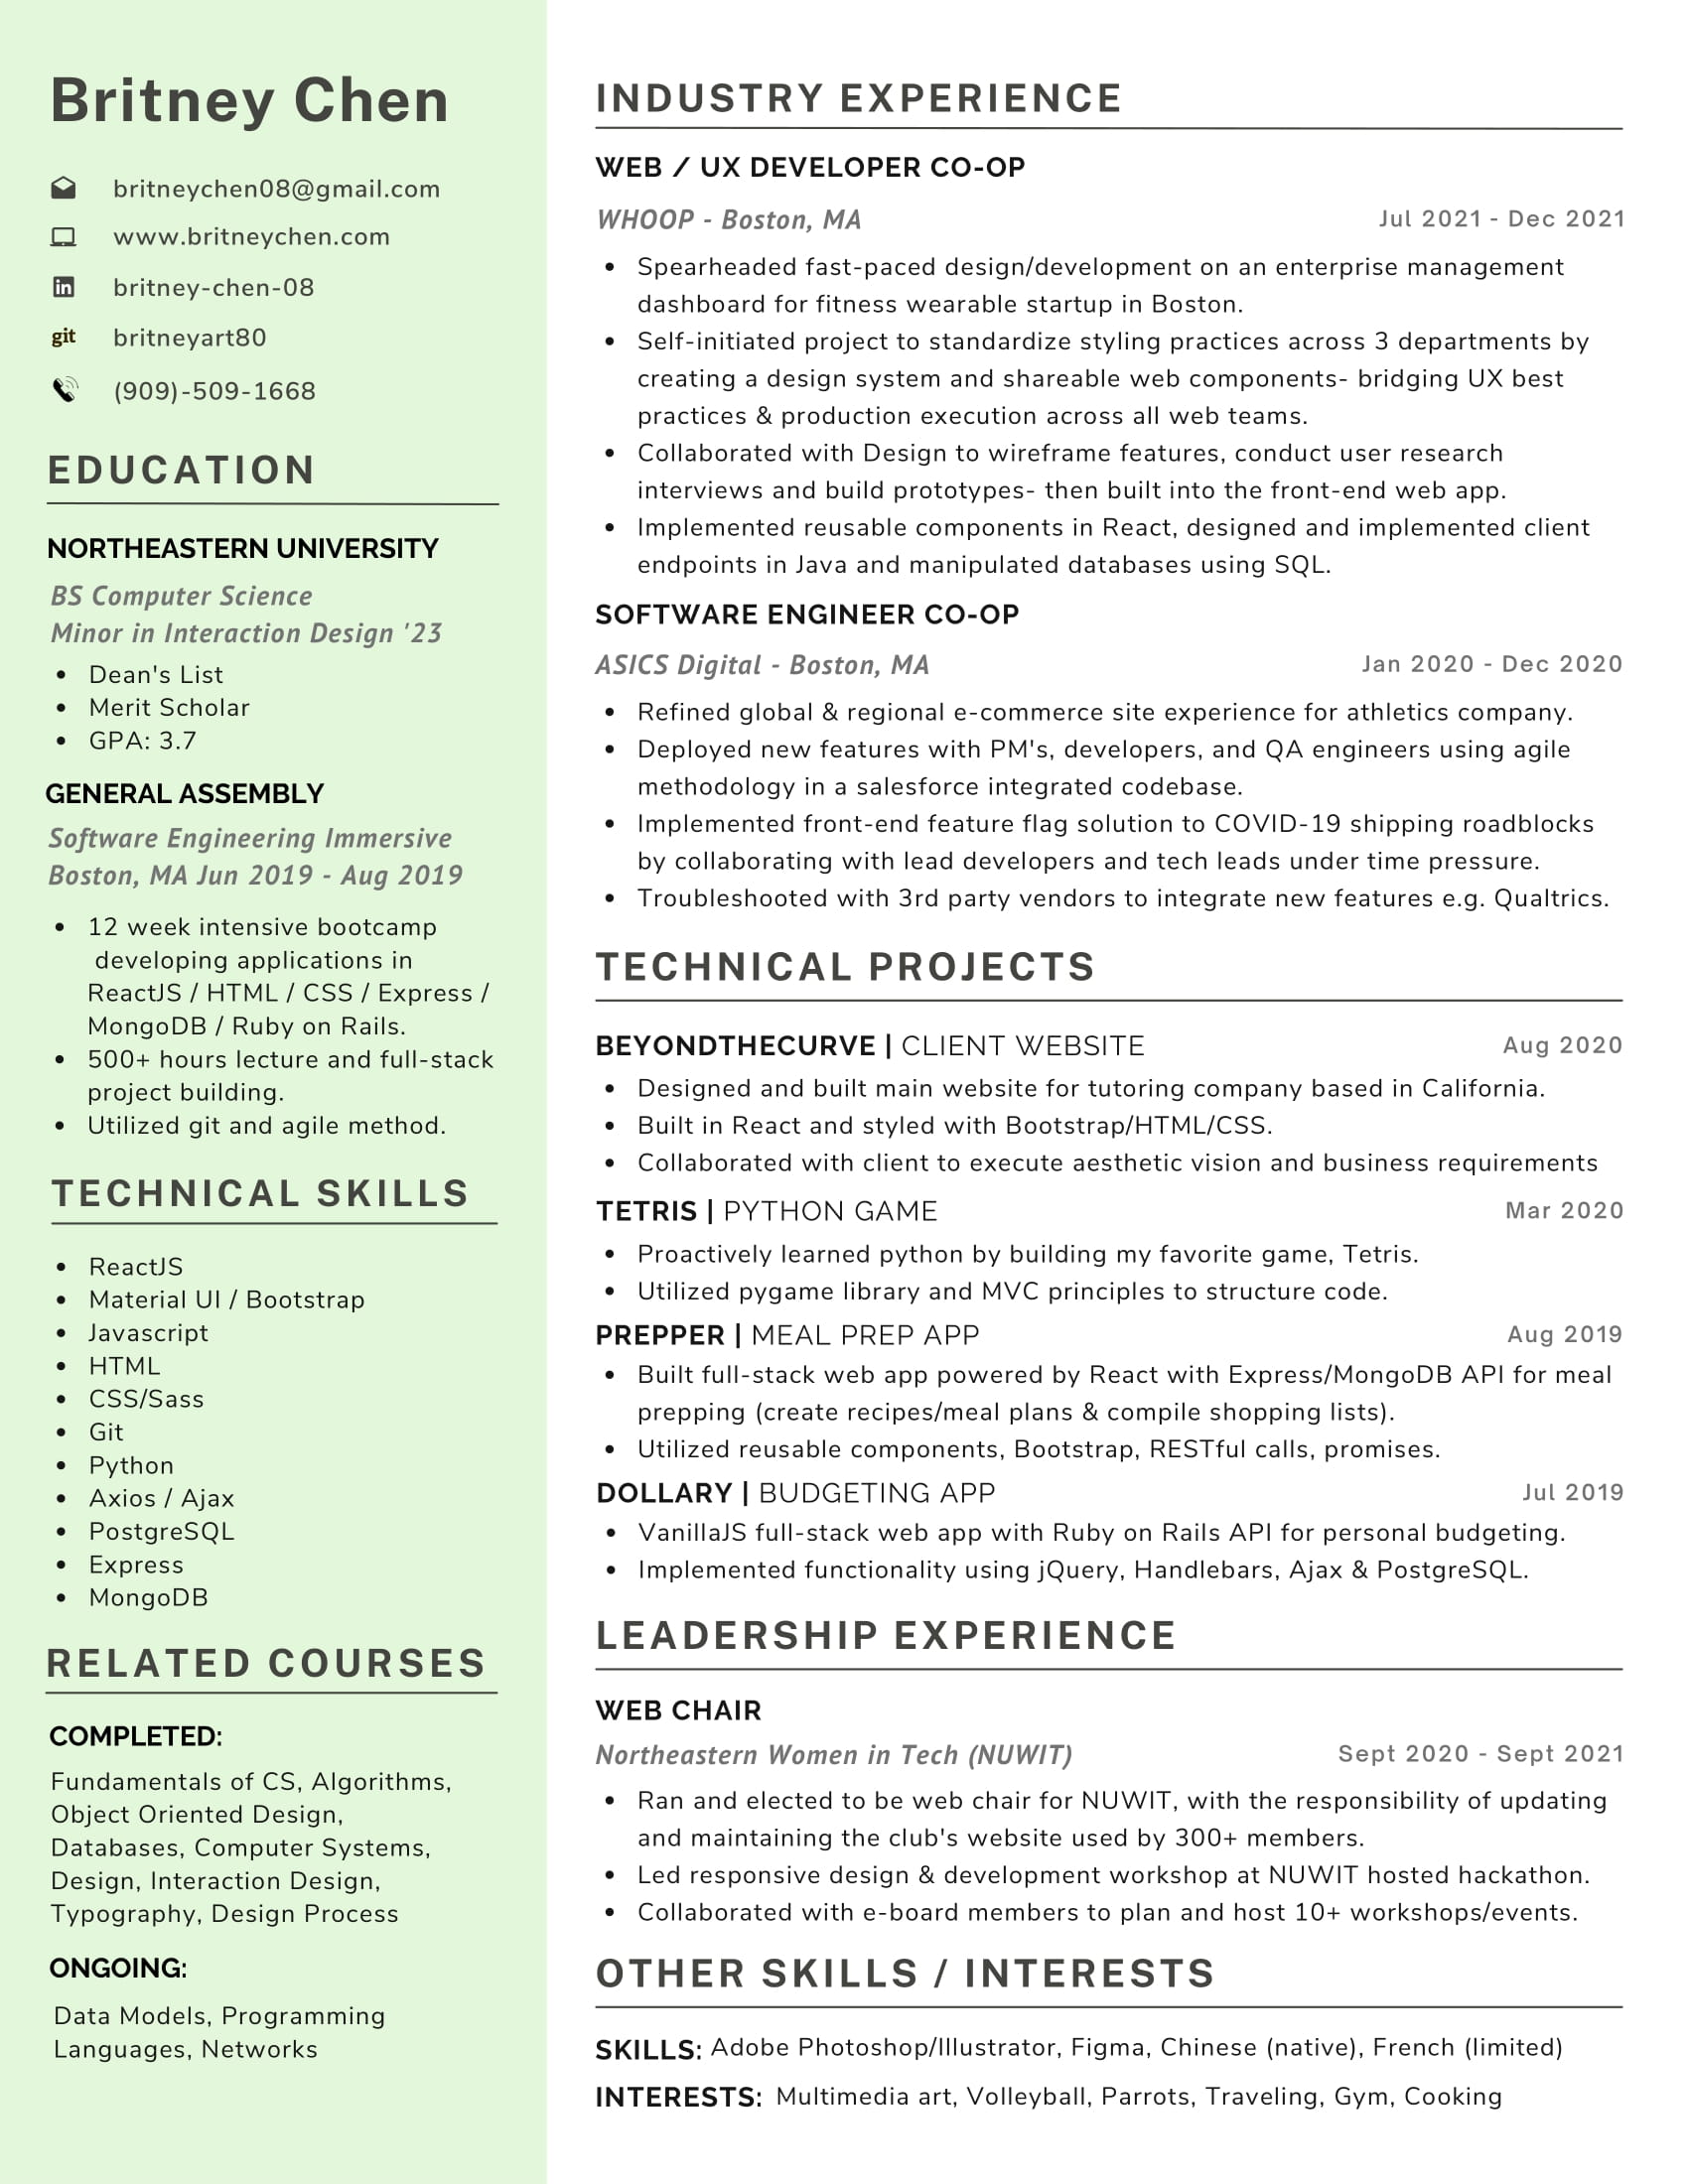 Britney Chen
britneychen08@gmail.com
www.britneychen.com
britney-chen-08
git britneyart80
(909)-509-1668
EDUCATION
NORTHEASTERN UNIVERSITY
BS Computer Science
Minor in Interaction Design '23
• Dean's List
• Merit Scholar
• GPA: 3.7
GENERAL ASSEMBLY
Software Engineering Immersive
Boston, MA Jun 2019 - Aug 2019
• 12 week intensive bootcamp
developing applications in
ReactJS / HTML / CSS / Express /
MongoDB / Ruby on Rails.
• 500+ hours lecture and full-stack
project building.
• Utilized git and agile method.
TECHNICAL SKILLS
• ReactJS
• Material UI / Bootstrap
• Javascript
• HTML
• CSS/Sass
• Git
• Python
• Axios / Ajax
• PostgreSQL
• Express
• MongoDB
RELATED COURSES
COMPLETED:
Fundamentals of CS, Algorithms,
Object Oriented Design,
Databases, Computer Systems,
Design, Interaction Design,
Typography, Design Process
ONGOING:
Data Models, Programming
Languages, Networks
INDUSTRY EXPERIENCE
WEB / UX DEVELOPER CO-OP
WHOOP - Boston, MA Jul 2021 - Dec 2021
• Spearheaded fast-paced design/development on an enterprise management
dashboard for fitness wearable startup in Boston.
• Self-initiated project to standardize styling practices across 3 departments by
creating a design system and shareable web components- bridging UX best
practices & production execution across all web teams.
• Collaborated with Design to wireframe features, conduct user research
interviews and build prototypes- then built into the front-end web app.
• Implemented reusable components in React, designed and implemented client
endpoints in Java and manipulated databases using SQL.
SOFTWARE ENGINEER CO-OP
ASICS Digital - Boston, MA Jan 2020 - Dec 2020
• Refined global & regional e-commerce site experience for athletics company.
• Deployed new features with PM's, developers, and QA engineers using agile
methodology in a salesforce integrated codebase.
• Implemented front-end feature flag solution to COVID-19 shipping roadblocks
by collaborating with lead developers and tech leads under time pressure.
• Troubleshooted with 3rd party vendors to integrate new features e.g. Qualtrics.
TECHNICAL PROJECTS
BEYONDTHECURVE | CLIENT WEBSITE Aug 2020
• Designed and built main website for tutoring company based in California.
• Built in React and styled with Bootstrap/HTML/CSS.
• Collaborated with client to execute aesthetic vision and business requirements
TETRIS | PYTHON GAME Mar 2020
• Proactively learned python by building my favorite game, Tetris.
• Utilized pygame library and MVC principles to structure code.
PREPPER | MEAL PREP APP Aug 2019
• Built full-stack web app powered by React with Express/MongoDB API for meal
prepping (create recipes/meal plans & compile shopping lists).
• Utilized reusable components, Bootstrap, RESTful calls, promises.
DOLLARY | BUDGETING APP Jul 2019
• VanillaJS full-stack web app with Ruby on Rails API for personal budgeting.
• Implemented functionality using jQuery, Handlebars, Ajax & PostgreSQL.
LEADERSHIP EXPERIENCE
WEB CHAIR
Northeastern Women in Tech (NUWIT) Sept 2020 - Sept 2021
• Ran and elected to be web chair for NUWIT, with the responsibility of updating
and maintaining the club's website used by 300+ members.
• Led responsive design & development workshop at NUWIT hosted hackathon.
• Collaborated with e-board members to plan and host 10+ workshops/events.
OTHER SKILLS / INTERESTS
SKILLS: Adobe Photoshop/Illustrator, Figma, Chinese (native), French (limited)
INTERESTS: Multimedia art, Volleyball, Parrots, Traveling, Gym, Cooking